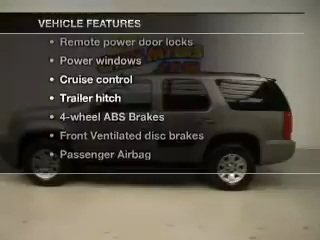 VEHICLE FEATURES
• Remote power door locks
• Power windows
• Cruise control
• Trailer hitch
• 4-wheel ABS Brakes
• Front Ventilated disc brakes
• Passenger Airbag